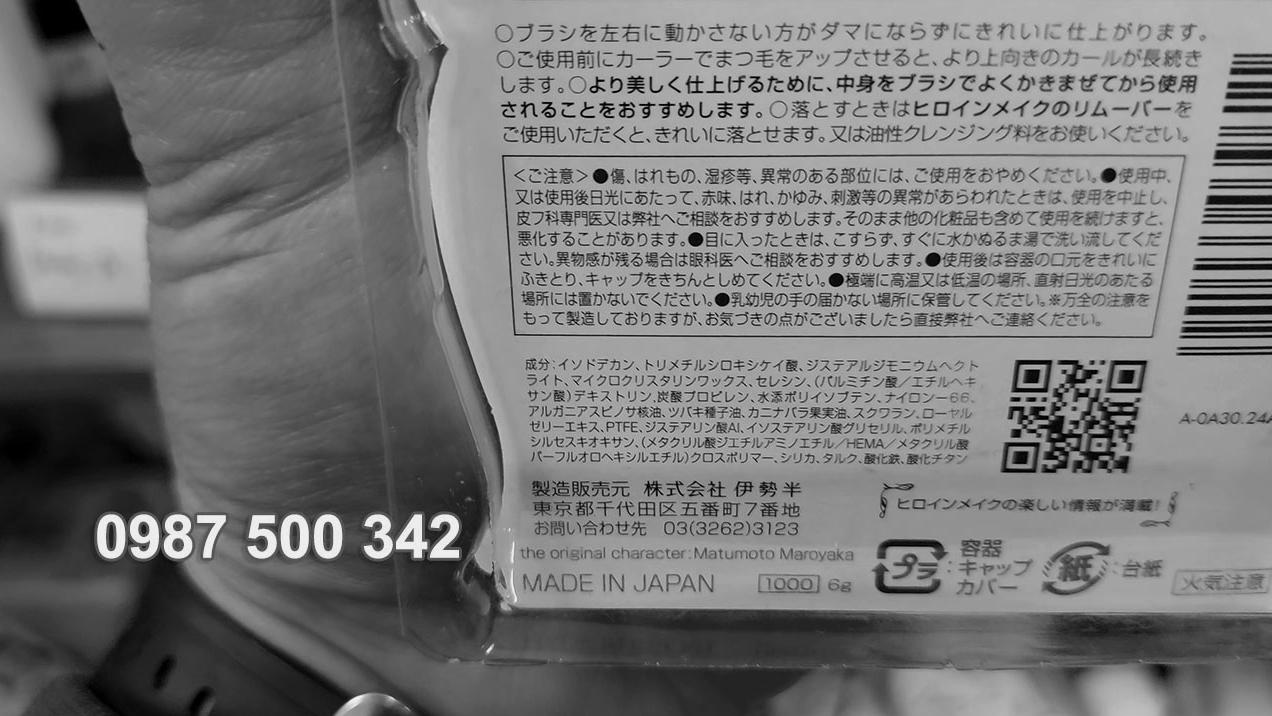 ○ブラシを左右に動かさない方がダマにならずにきれいに仕上がります。
○ご使用前にカーラーでまつ毛をアップさせると、より上向きのカールが長続き
します。○より美しく仕上げるために、中身をブラシでよくかきまぜてから使用
されることをおすすめします。○落とすときはヒロインメイクのリムーバーを
ご使用いただくと、きれいに落とせます。又は油性クレンジング料をお使いください。
<ご注意>●傷、はれもの、湿疹等、異常のある部位には、ご使用をおやめください。●使用中、
又は使用後日光にあたって、赤味、はれ、かゆみ、刺激等の異常があらわれたときは、使用を中止し、
皮フ科専門医又は弊社へご相談をおすすめします。そのまま他の化粧品も含めて使用を続けますと、
悪化することがあります。●目に入ったときは、こすらず、すぐに水かぬるま湯で洗い流してくだ
さい。異物感が残る場合は眼科医へご相談をおすすめします。●使用後は容器の口元をきれいに
ふきとり、キャップをきちんとしめてください。●極端に高温又は低温の場所、直射日光のあたる
場所には置かないでください。●乳幼児の手の届かない場所に保管してください。※万全の注意を
もって製造しておりますが、お気づきの点がございましたら直接弊社へご連絡ください。
成分:イソドデカン、トリメチルシロキシケイ酸、ジステアルジモニウムヘクト
ライト、マイクロクリスタリンワックス、セレシン、(パルミチン酸/エチルヘキ
サン酸)デキストリン、炭酸プロピレン、水添ポリイソブテン、ナイロン-66、
アルガニアスピノサ核油、ツバキ種子油、カニナバラ果実油、スクワラン、ローヤル
ゼリーエキス、PTFE、ジステアリン酸Al、イソステアリン酸グリセリル、ポリメチル
シルセスキオキサン、(メタクリル酸ジエチルアミノエチル/HEMA/メタクリル酸
パーフルオロヘキシルエチル)クロスポリマー、シリカ、タルク、酸化鉄、酸化チタン
A-0A30.24A
製造販売元 株式会社 伊勢半
東京都千代田区五番町7番地
お問い合わせ先 03(3262)3123
ヒロインメイクの楽しい情報が満載!
0987 500 342
the original character:Matumoto Maroyaka
MADE IN JAPAN 1000 6g
プラ:容器
キャップ
カバー
紙:台紙
火気注意